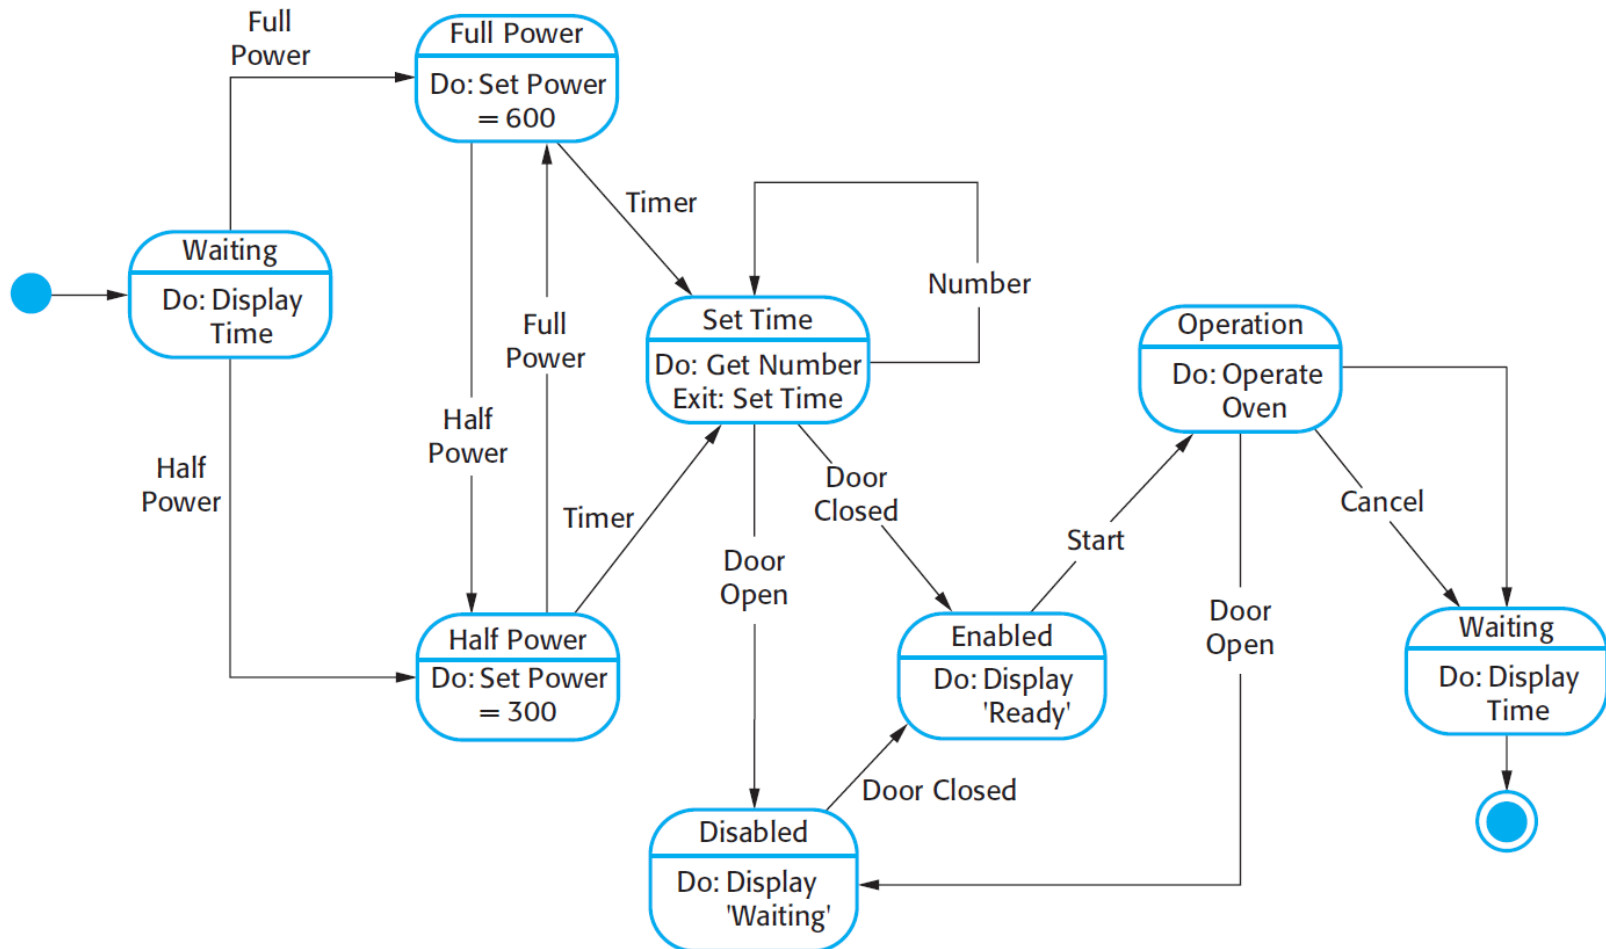 Full
Power
Full Power
Do: Set Power
= 600
Timer
Waiting
Do: Display
Time
Number
Full
Power
Set Time
Do: Get Number
Exit: Set Time
Operation
Do: Operate
Oven
Half
Power
Half
Power
Timer
Door
Closed
Cancel
Start
Door
Open
Door
Open
Half Power
Do: Set Power
= 300
Enabled
Do: Display
'Ready'
Waiting
Do: Display
Time
Door Closed
Disabled
Do: Display
'Waiting'